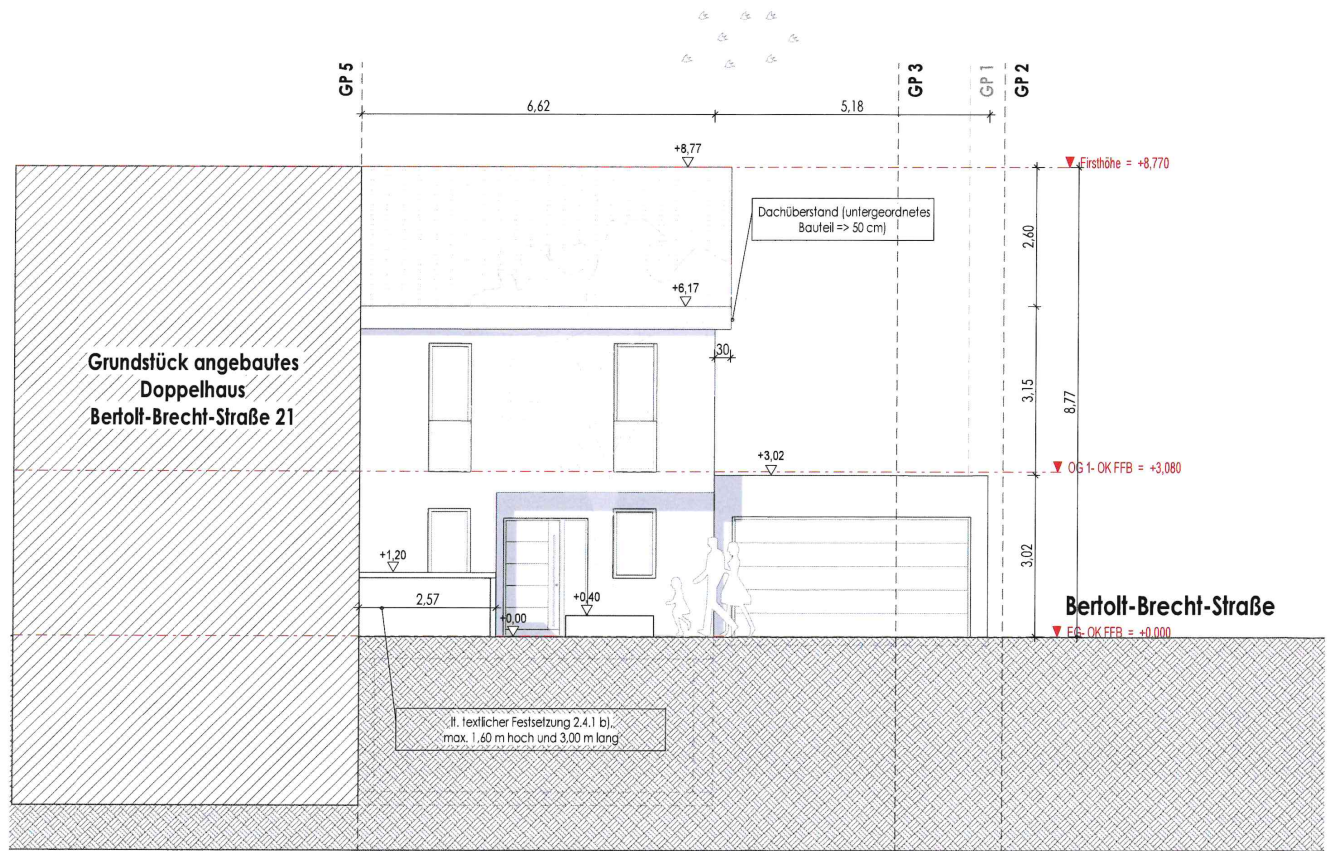 GP 5
GP 3
GP 1
GP 2
6,62
5,18
+8,77
Firsthöhe = +8,770
Dachüberstand (untergeordnetes
Bauteil => 50 cm)
2,60
+6,17
30
Grundstück angebautes
Doppelhaus
Bertolt-Brecht-Straße 21
3,15
8,77
+3,02
OG 1- OK FFB = +3,080
+1,20
3,02
2,57
+0,40
+0,00
Bertolt-Brecht-Straße
EG- OK FFB = +0,000
lt. textlicher Festsetzung 2.4.1 b),
max. 1,60 m hoch und 3,00 m lang